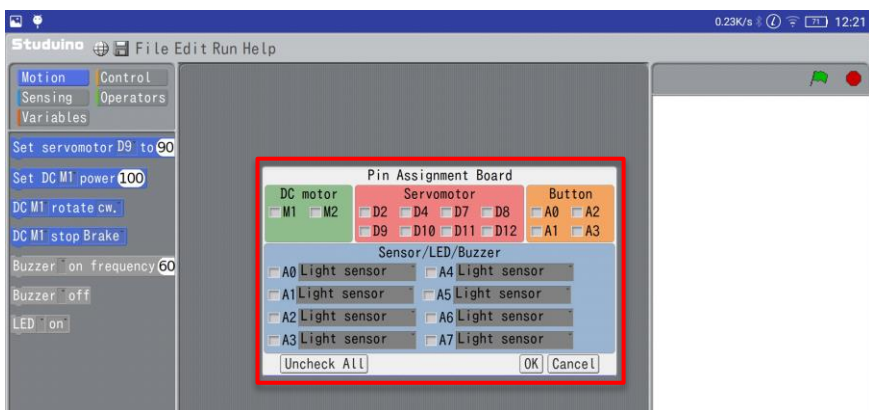 0.23K/s 71 12:21
Studuino File Edit Run Help
Motion Control
Sensing Operators
Variables
Set servomotor D9 to 90
Set DC M1 power 100
DC M1 rotate cw.
DC M1 stop Brake
Buzzer on frequency 60
Buzzer off
LED on
Pin Assignment Board
DC motor Servomotor Button
M1 M2 D2 D4 D7 D8 A0 A2
D9 D10 D11 D12 A1 A3
Sensor/LED/Buzzer
A0 Light sensor A4 Light sensor
A1 Light sensor A5 Light sensor
A2 Light sensor A6 Light sensor
A3 Light sensor A7 Light sensor
Uncheck All OK Cancel